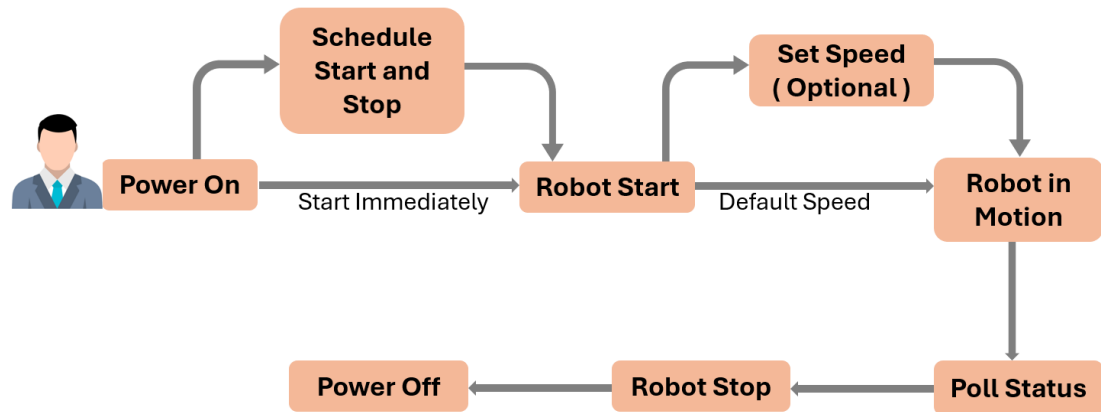 Schedule
Start and
Stop
Set Speed
( Optional )
Power On
Start Immediately
Robot Start
Default Speed
Robot in
Motion
Power Off
Robot Stop
Poll Status